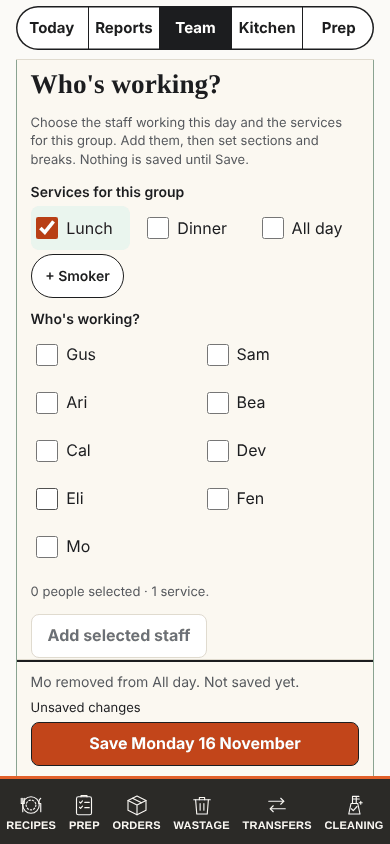 Today Reports Team Kitchen Prep
Who's working?
Choose the staff working this day and the services
for this group. Add them, then set sections and
breaks. Nothing is saved until Save.
Services for this group
Lunch Dinner All day
+ Smoker
Who's working?
Gus Sam
Ari Bea
Cal Dev
Eli Fen
Mo
0 people selected · 1 service.
Add selected staff
Mo removed from All day. Not saved yet.
Unsaved changes
Save Monday 16 November
RECIPES PREP ORDERS WASTAGE TRANSFERS CLEANING